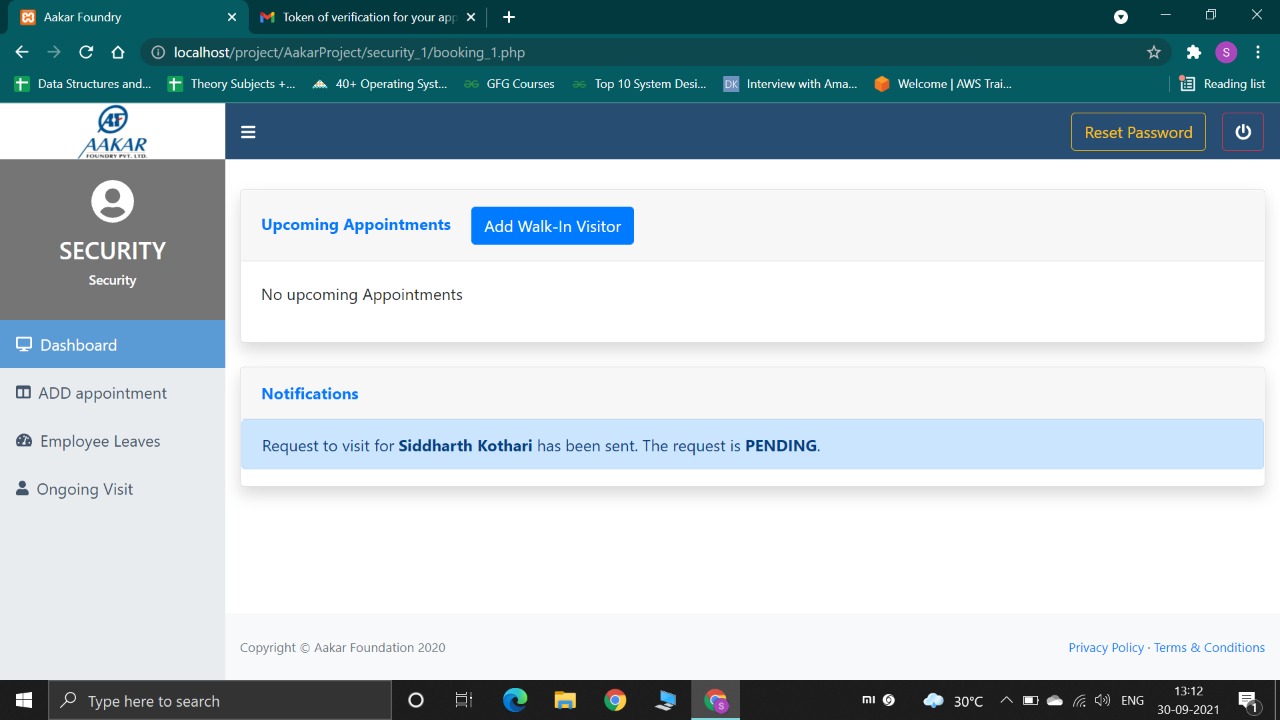 Aakar Foundry
Token of verification for your app
localhost/project/AakarProject/security_1/booking_1.php
S
Data Structures and...
Theory Subjects +...
40+ Operating Syst...
GFG Courses
Top 10 System Desi...
DK Interview with Ama...
Welcome | AWS Trai...
Reading list
AF
AAKAR
FOUNDRY PVT. LTD.
Reset Password
SECURITY
Security
Dashboard
ADD appointment
Employee Leaves
Ongoing Visit
Upcoming Appointments
Add Walk-In Visitor
No upcoming Appointments
Notifications
Request to visit for Siddharth Kothari has been sent. The request is PENDING.
Copyright © Aakar Foundation 2020
Privacy Policy · Terms & Conditions
Type here to search
S
30°C
ENG
13:12
30-09-2021
1